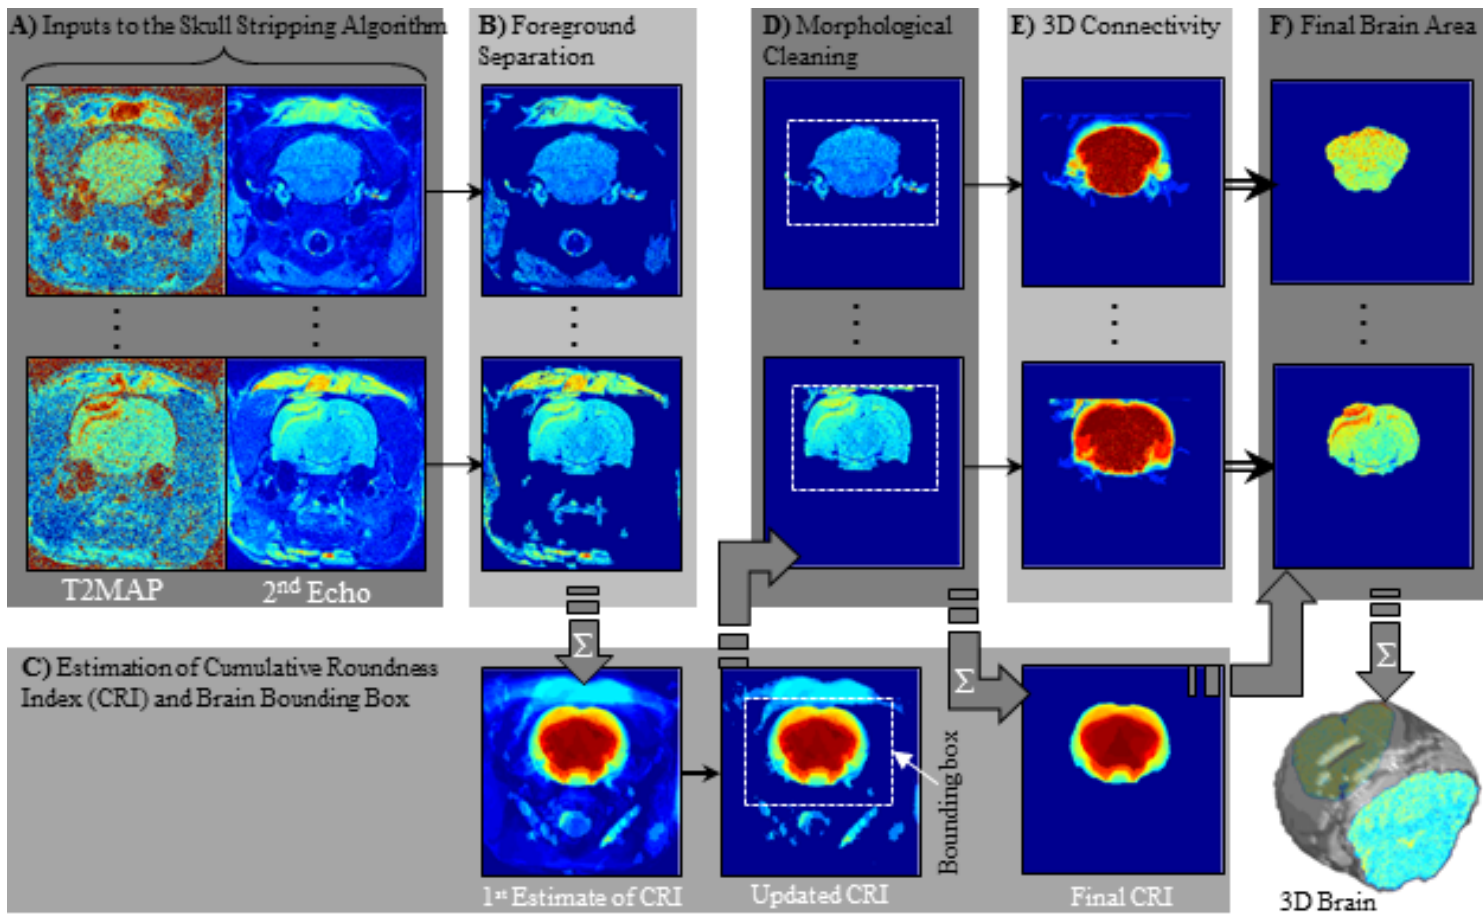 A) Inputs to the Skull Stripping Algorithm
B) Foreground
Separation
D) Morphological
Cleaning
E) 3D Connectivity
F) Final Brain Area
T2MAP
2nd Echo
C) Estimation of Cumulative Roundness
Index (CRI) and Brain Bounding Box
Σ
Σ
Σ
Bounding box
1st Estimate of CRI
Updated CRI
Final CRI
3D Brain